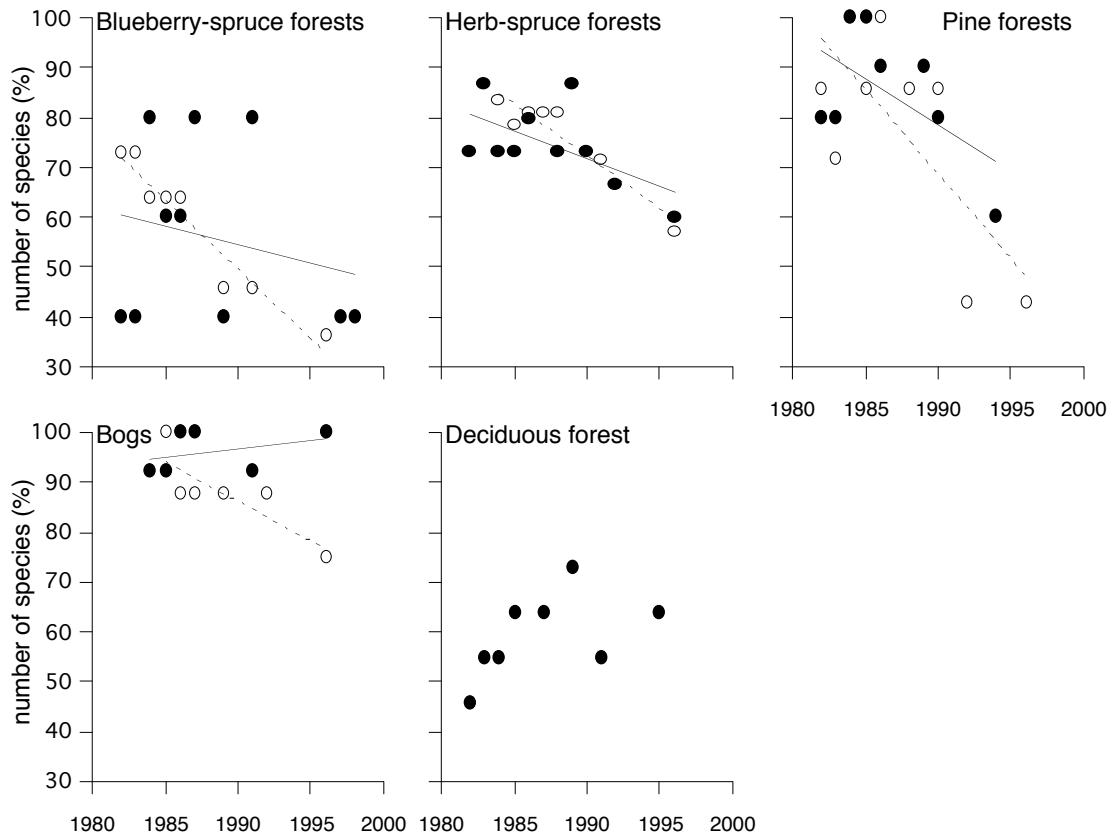 Blueberry-spruce forests
Herb-spruce forests
Pine forests
number of species (%)
100
90
80
70
60
50
40
30
1980 1985 1990 1995 2000
Bogs
Deciduous forest
number of species (%)
100
90
80
70
60
50
40
30
1980 1985 1990 1995 2000
1980 1985 1990 1995 2000